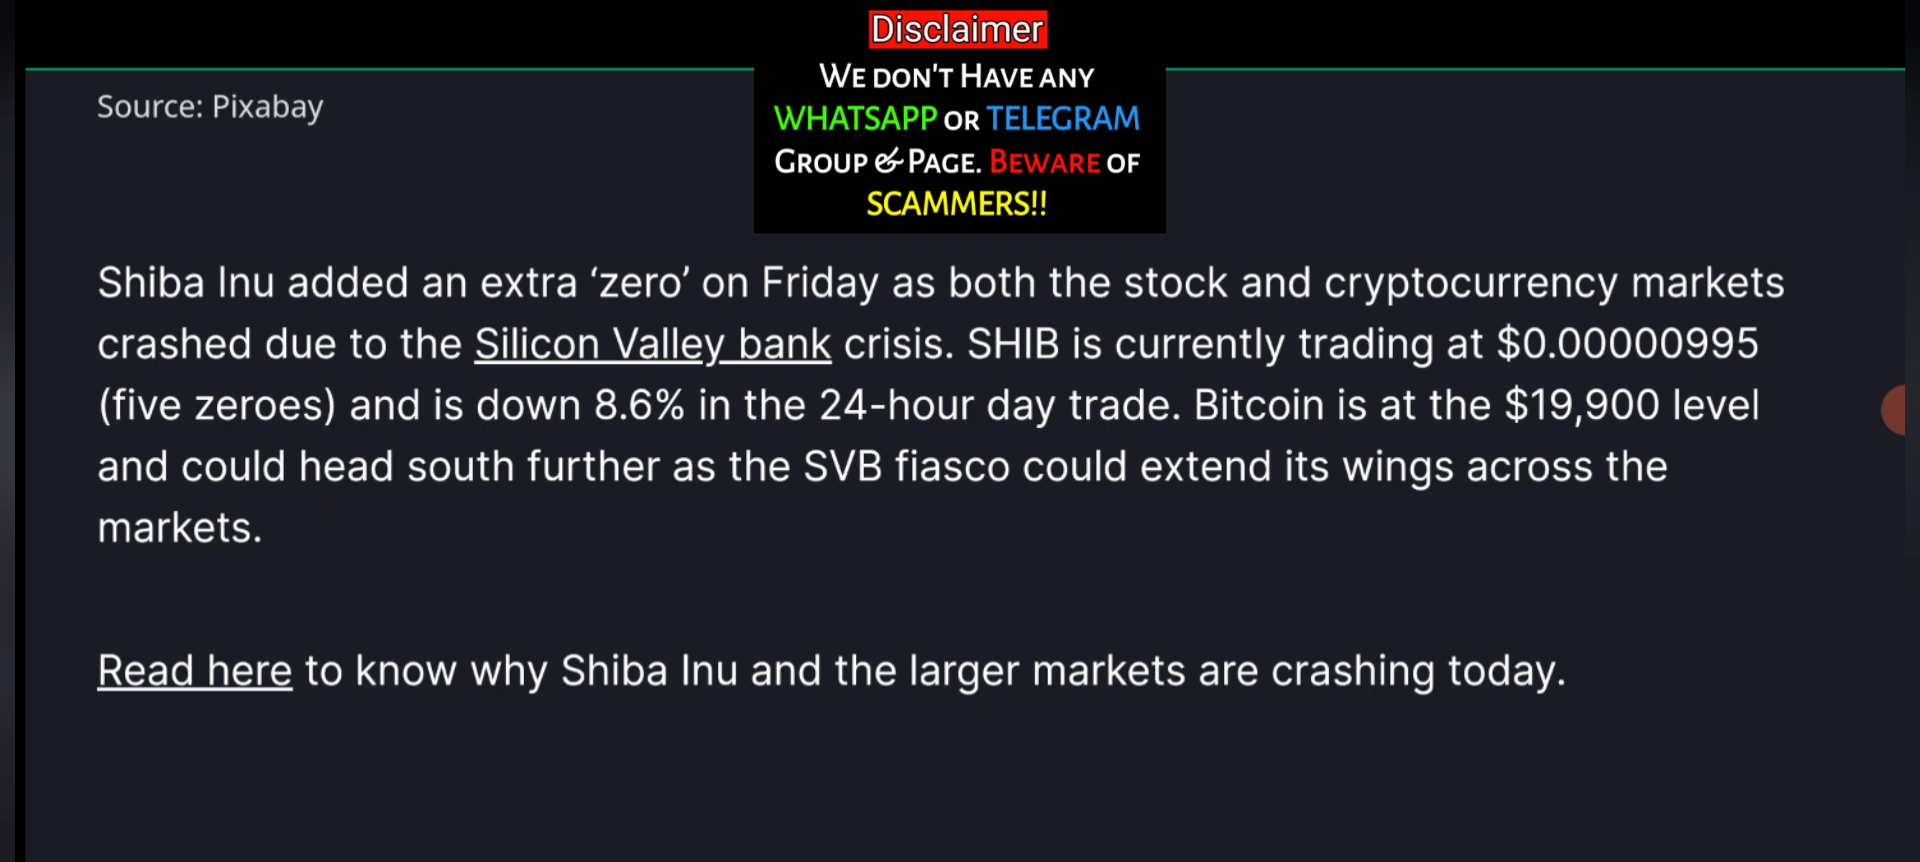 Disclaimer
WE DON'T HAVE ANY
WHATSAPP OR TELEGRAM
GROUP & PAGE. BEWARE OF
SCAMMERS!!
Source: Pixabay
Shiba Inu added an extra ‘zero’ on Friday as both the stock and cryptocurrency markets
crashed due to the Silicon Valley bank crisis. SHIB is currently trading at $0.00000995
(five zeroes) and is down 8.6% in the 24-hour day trade. Bitcoin is at the $19,900 level
and could head south further as the SVB fiasco could extend its wings across the
markets.
Read here to know why Shiba Inu and the larger markets are crashing today.